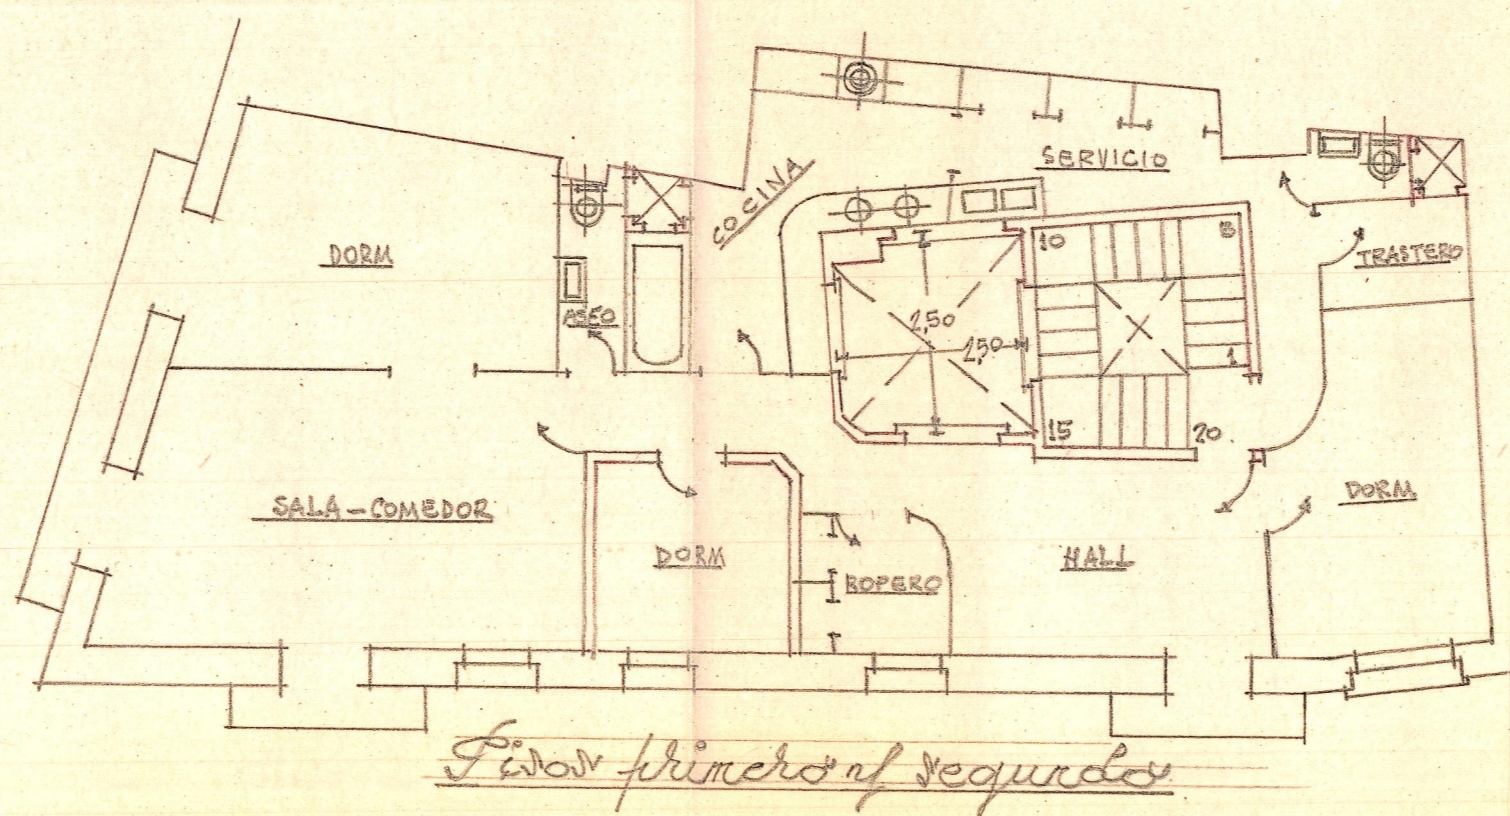 COCINA
SERVICIO
DORM
ASEO
10
8
TRASTERO
2,50
2,50
1
15
20
SALA-COMEDOR
DORM
ROPERO
HALL
DORM
Pisos primero y segundo